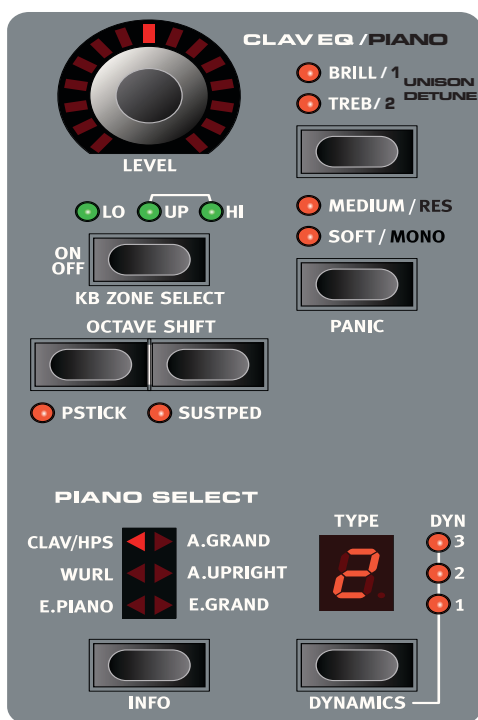 CLAV EQ /PIANO
BRILL / 1
TREB/ 2
UNISON
DETUNE
LEVEL
LO UP HI
MEDIUM / RES
SOFT / MONO
ON
OFF
KB ZONE SELECT
PANIC
OCTAVE SHIFT
PSTICK SUSTPED
PIANO SELECT
TYPE DYN
CLAV/HPS A.GRAND
WURL A.UPRIGHT
E.PIANO E.GRAND
2
3
2
1
INFO
DYNAMICS